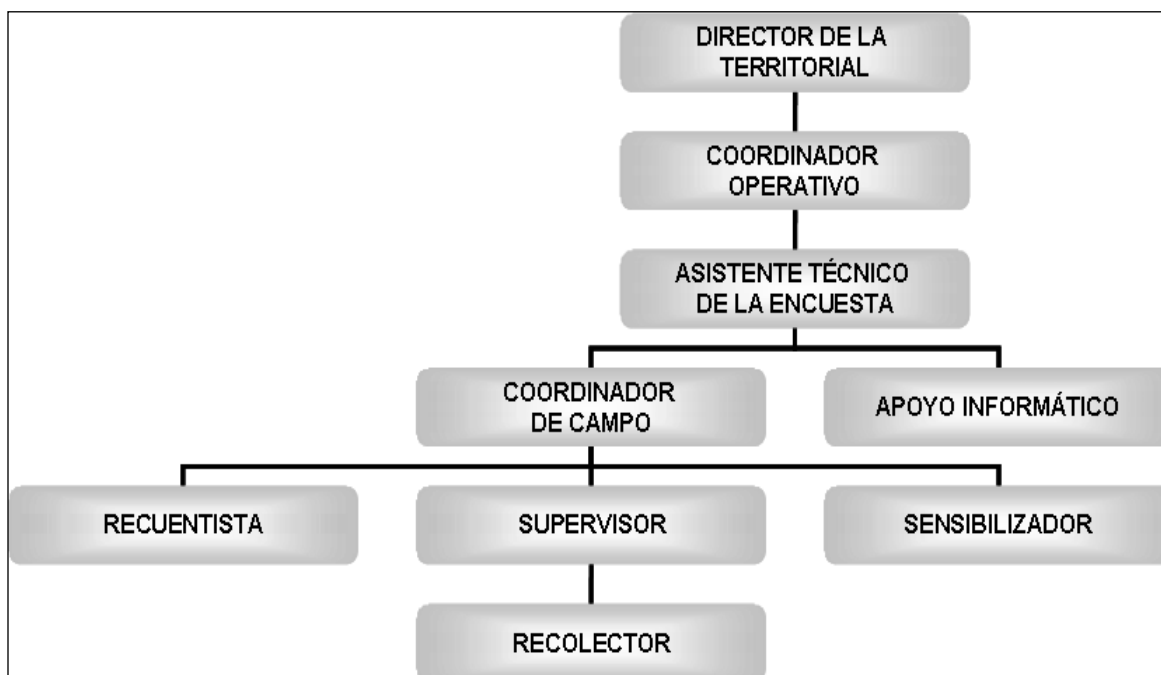 DIRECTOR DE LA
TERRITORIAL
COORDINADOR
OPERATIVO
ASISTENTE TÉCNICO
DE LA ENCUESTA
COORDINADOR
DE CAMPO
APOYO INFORMÁTICO
RECUENTISTA
SUPERVISOR
SENSIBILIZADOR
RECOLECTOR